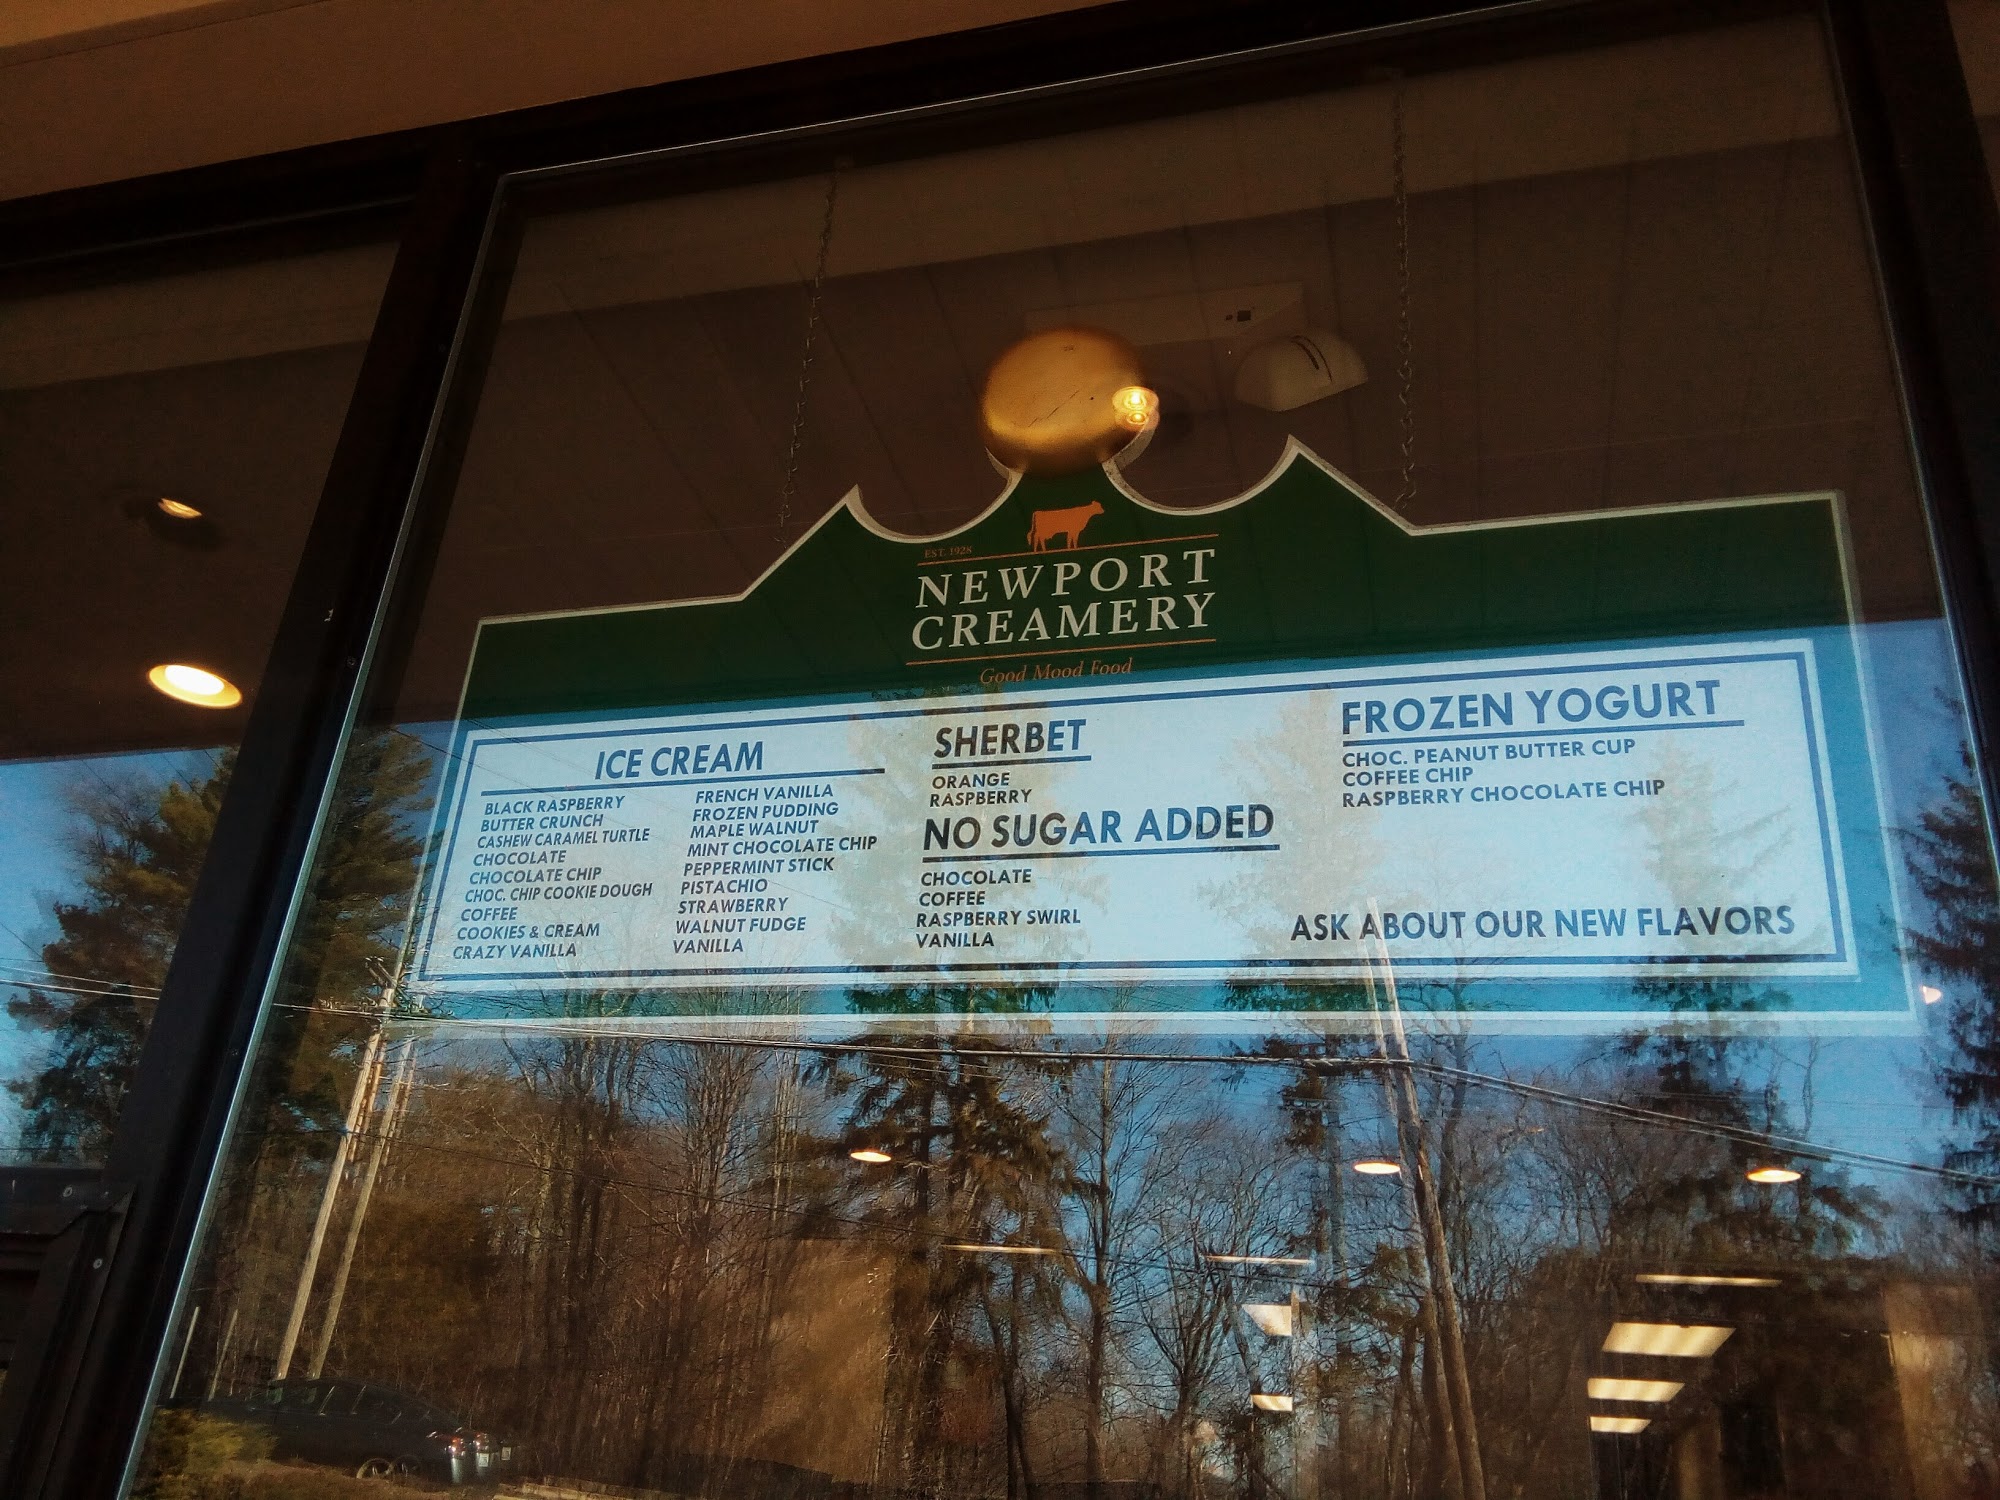 EST. 1928
NEWPORT
CREAMERY
Good Mood Food
ICE CREAM
BLACK RASPBERRY
BUTTER CRUNCH
CASHEW CARAMEL TURTLE
CHOCOLATE
CHOCOLATE CHIP
CHOC. CHIP COOKIE DOUGH
COFFEE
COOKIES & CREAM
CRAZY VANILLA
FRENCH VANILLA
FROZEN PUDDING
MAPLE WALNUT
MINT CHOCOLATE CHIP
PEPPERMINT STICK
PISTACHIO
STRAWBERRY
WALNUT FUDGE
VANILLA
SHERBET
ORANGE
RASPBERRY
NO SUGAR ADDED
CHOCOLATE
COFFEE
RASPBERRY SWIRL
VANILLA
FROZEN YOGURT
CHOC. PEANUT BUTTER CUP
COFFEE CHIP
RASPBERRY CHOCOLATE CHIP
ASK ABOUT OUR NEW FLAVORS